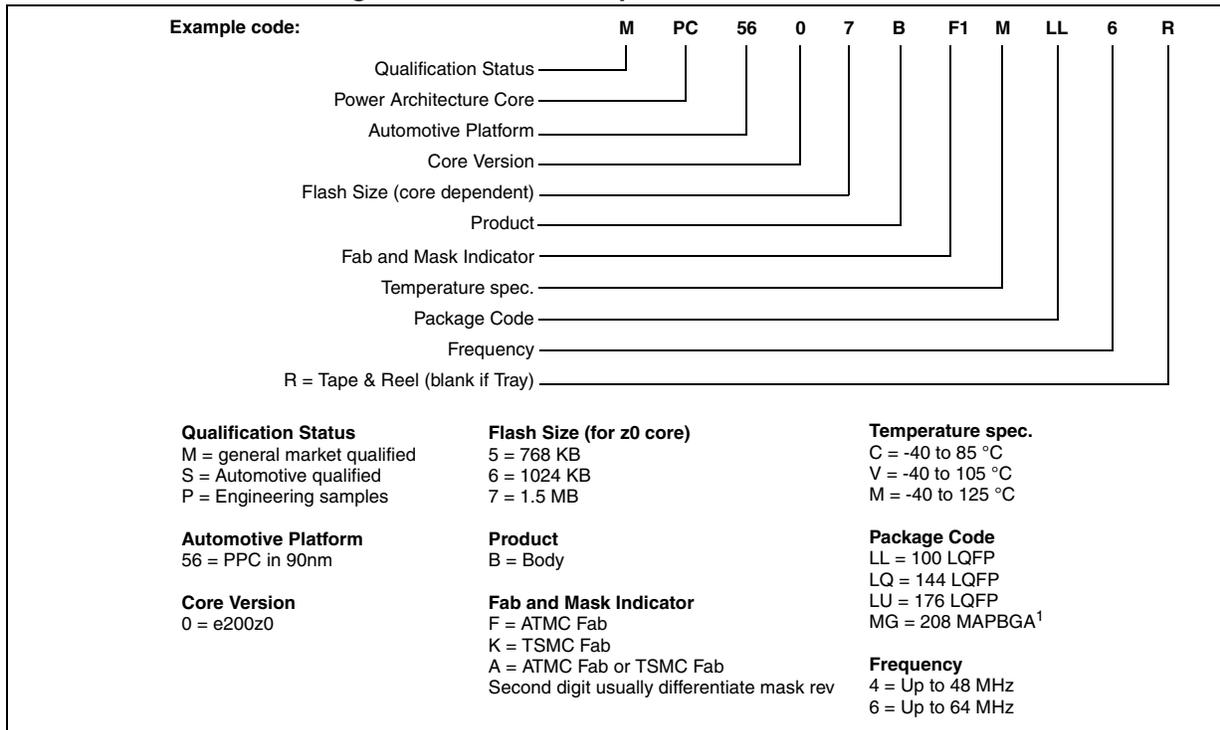 Example code: M PC 56 0 7 B F1 M LL 6 R
Qualification Status
Power Architecture Core
Automotive Platform
Core Version
Flash Size (core dependent)
Product
Fab and Mask Indicator
Temperature spec.
Package Code
Frequency
R = Tape & Reel (blank if Tray)
Qualification Status
M = general market qualified
S = Automotive qualified
P = Engineering samples
Automotive Platform
56 = PPC in 90nm
Core Version
0 = e200z0
Flash Size (for z0 core)
5 = 768 KB
6 = 1024 KB
7 = 1.5 MB
Product
B = Body
Fab and Mask Indicator
F = ATMC Fab
K = TSMC Fab
A = ATMC Fab or TSMC Fab
Second digit usually differentiate mask rev
Temperature spec.
C = -40 to 85 °C
V = -40 to 105 °C
M = -40 to 125 °C
Package Code
LL = 100 LQFP
LQ = 144 LQFP
LU = 176 LQFP
MG = 208 MAPBGA1
Frequency
4 = Up to 48 MHz
6 = Up to 64 MHz